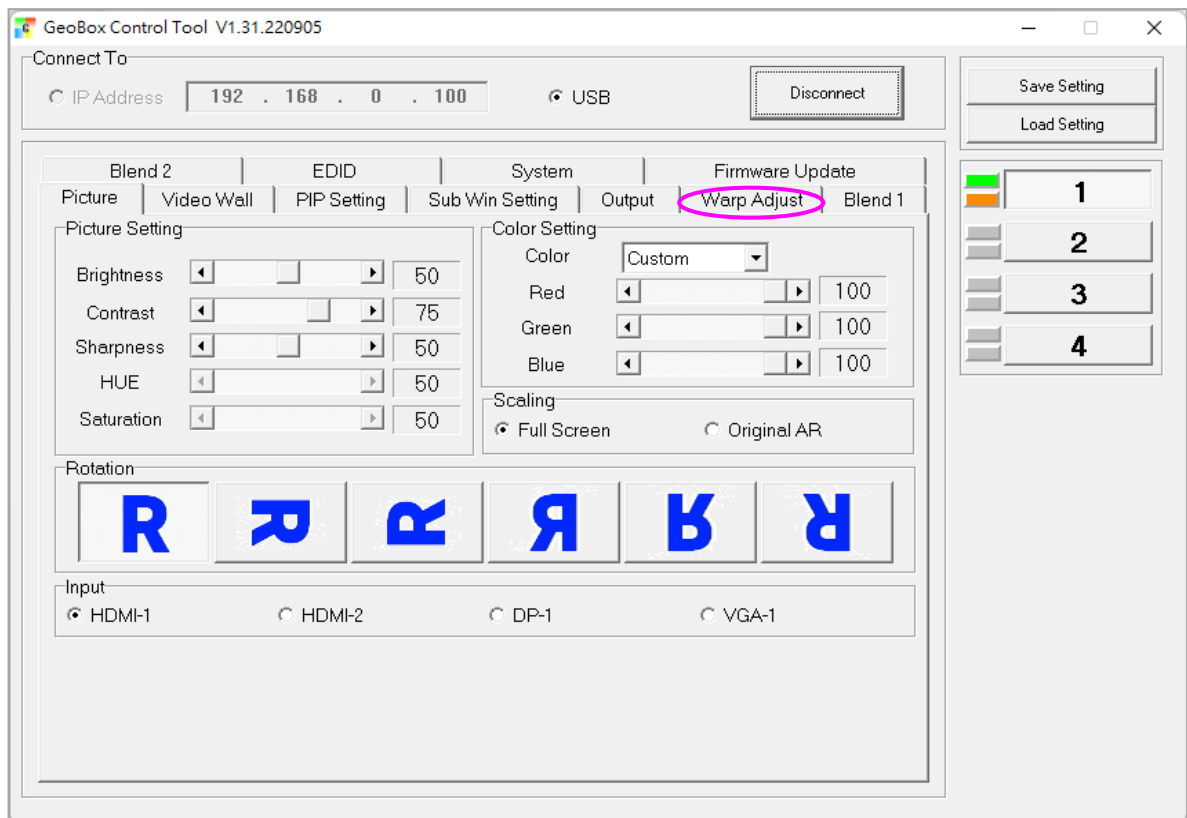 GeoBox Control Tool V1.31.220905
Connect To
IP Address 192 . 168 . 0 . 100 USB Disconnect
Save Setting
Load Setting
Blend 2 EDID System Firmware Update
Picture Video Wall PIP Setting Sub Win Setting Output Warp Adjust Blend 1
Picture Setting
Brightness 50
Contrast 75
Sharpness 50
HUE 50
Saturation 50
Color Setting
Color Custom
Red 100
Green 100
Blue 100
Scaling
Full Screen Original AR
Rotation
R R R R R R
Input
HDMI-1 HDMI-2 DP-1 VGA-1
1
2
3
4